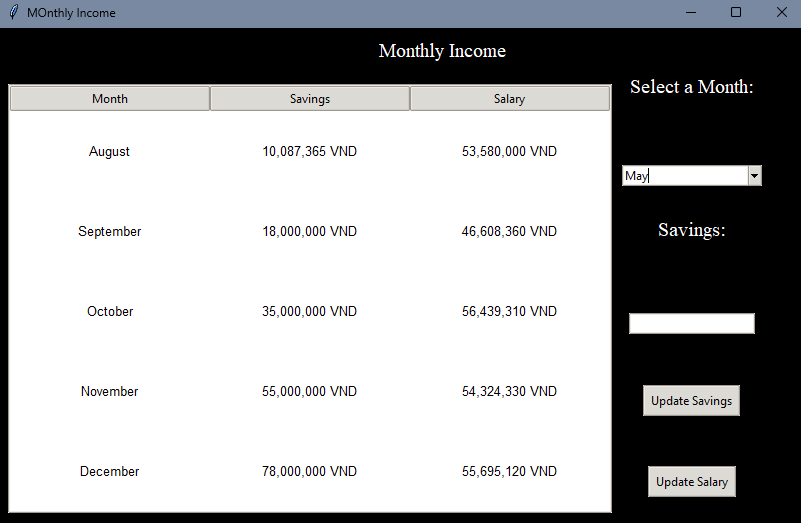 MOnthly Income
Monthly Income
Month Savings Salary
August 10,087,365 VND 53,580,000 VND
September 18,000,000 VND 46,608,360 VND
October 35,000,000 VND 56,439,310 VND
November 55,000,000 VND 54,324,330 VND
December 78,000,000 VND 55,695,120 VND
Select a Month:
May
Savings:
Update Savings
Update Salary